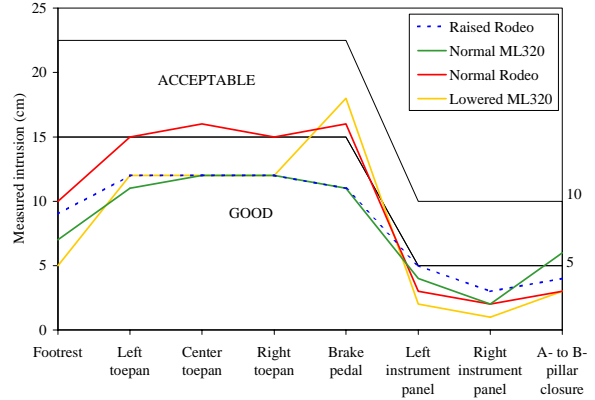 25
20
15
10
5
0
Measured intrusion (cm)
ACCEPTABLE
GOOD
Raised Rodeo
Normal ML320
Normal Rodeo
Lowered ML320
10
5
Footrest
Left
toepan
Center
toepan
Right
toepan
Brake
pedal
Left
instrument
panel
Right
instrument
panel
A- to B-
pillar
closure